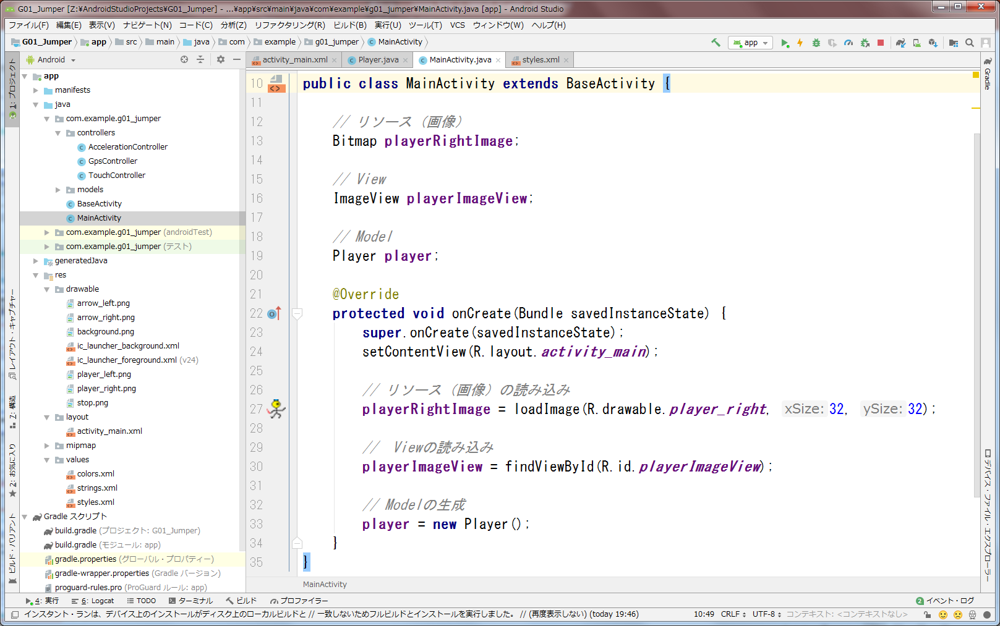 G01_Jumper [Z:¥AndroidStudioProjects¥G01_Jumper] - ...¥app¥src¥main¥java¥com¥example¥g01_jumper¥MainActivity.java [app] - Android Studio
ファイル(F) 編集(E) 表示(V) ナビゲート(N) コード(C) 分析(Z) リファクタリング(R) ビルド(B) 実行(U) ツール(T) VCS ウィンドウ(W) ヘルプ(H)
G01_Jumper app src main java com example g01_jumper MainActivity app
Android
activity_main.xml Player.java MainActivity.java styles.xml
1: プロジェクト
レイアウト・キャプチャー
Z: 構造
2: お気に入り
ビルド・バリアント
app
manifests
java
com.example.g01_jumper
controllers
AccelerationController
GpsController
TouchController
models
BaseActivity
MainActivity
com.example.g01_jumper (androidTest)
com.example.g01_jumper (テスト)
generatedJava
res
drawable
arrow_left.png
arrow_right.png
background.png
ic_launcher_background.xml
ic_launcher_foreground.xml (v24)
player_left.png
player_right.png
stop.png
layout
activity_main.xml
mipmap
values
colors.xml
strings.xml
styles.xml
Gradle スクリプト
build.gradle (プロジェクト: G01_Jumper)
build.gradle (モジュール: app)
gradle.properties (グローバル・プロパティー)
gradle-wrapper.properties (Gradle バージョン)
proguard-rules.pro (ProGuard ルール: app)
10 public class MainActivity extends BaseActivity {
11
12 // リソース（画像）
13 Bitmap playerRightImage;
14
15 // View
16 ImageView playerImageView;
17
18 // Model
19 Player player;
20
21 @Override
22 protected void onCreate(Bundle savedInstanceState) {
23 super.onCreate(savedInstanceState);
24 setContentView(R.layout.activity_main);
25
26 // リソース（画像）の読み込み
27 playerRightImage = loadImage(R.drawable.player_right, xSize: 32, ySize: 32);
28
29 // Viewの読み込み
30 playerImageView = findViewById(R.id.playerImageView);
31
32 // Modelの生成
33 player = new Player();
34 }
35 }
MainActivity
Gradle
デバイス・ファイル・エクスプローラー
4: 実行 6: Logcat TODO ターミナル ビルド プロファイラー 2 イベント・ログ
インスタント・ランは、デバイス上のインストールがディスク上のローカルビルドと // 一致しないためフルビルドとインストールを実行しました。 // (再度表示しない) (today 19:46) 10:49 CRLF UTF-8 コンテキスト: <コンテキストなし>